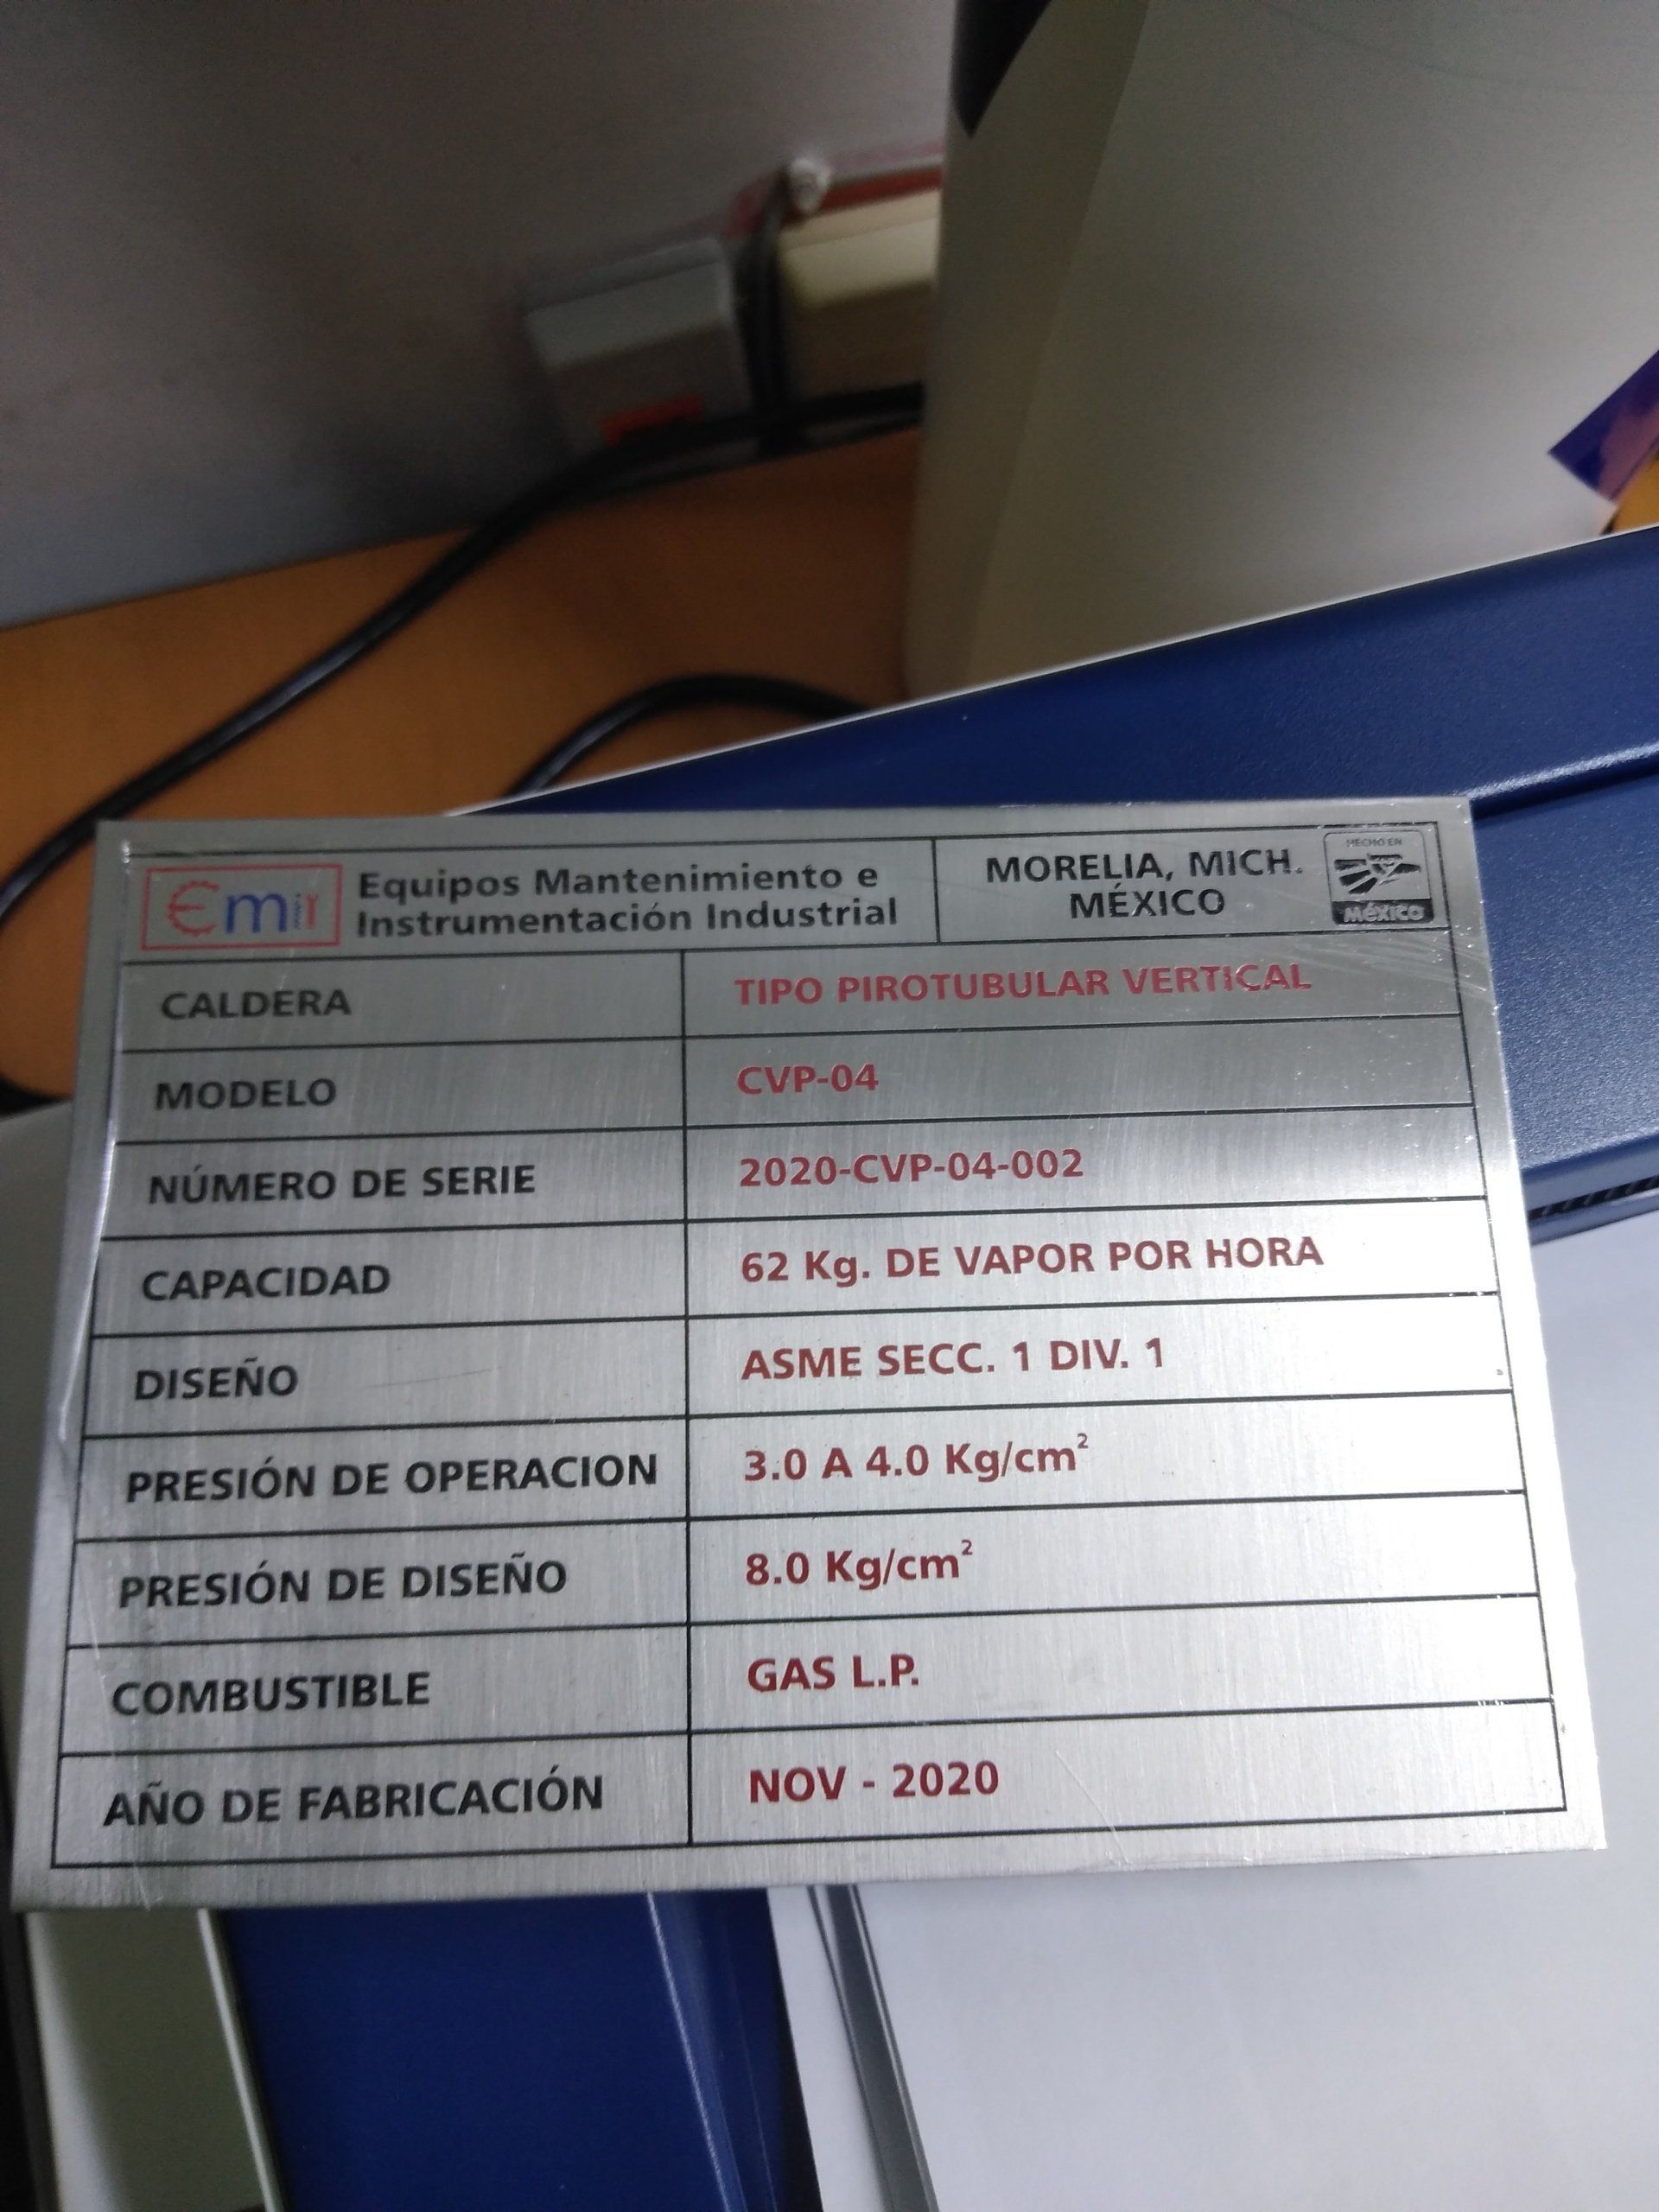 Emir Equipos Mantenimiento e
Instrumentación Industrial
MORELIA, MICH.
MÉXICO
HECHO EN
MéXICO
CALDERA TIPO PIROTUBULAR VERTICAL
MODELO CVP-04
NÚMERO DE SERIE 2020-CVP-04-002
CAPACIDAD 62 Kg. DE VAPOR POR HORA
DISEÑO ASME SECC. 1 DIV. 1
PRESIÓN DE OPERACION 3.0 A 4.0 Kg/cm²
PRESIÓN DE DISEÑO 8.0 Kg/cm²
COMBUSTIBLE GAS L.P.
AÑO DE FABRICACIÓN NOV - 2020